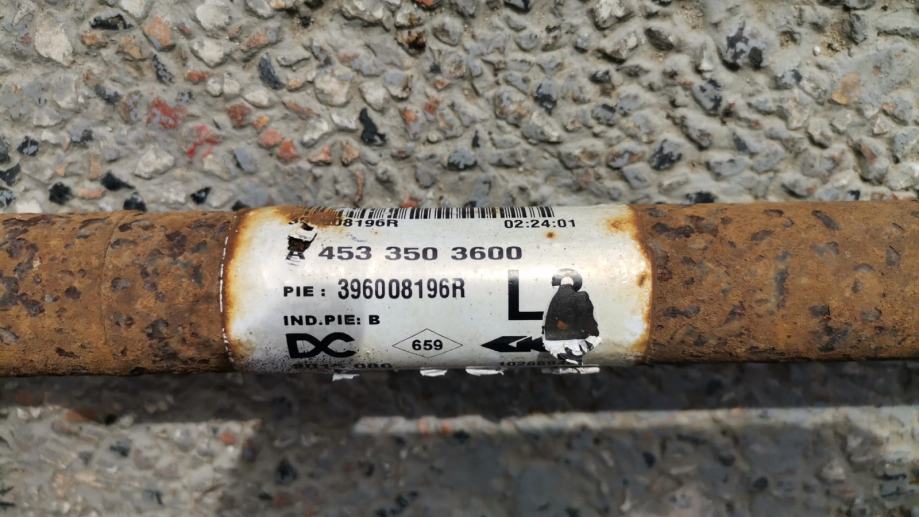 08196R 02:24:01
A 453 350 3600
PIE : 396008196R
IND.PIE: B
L
DC 659